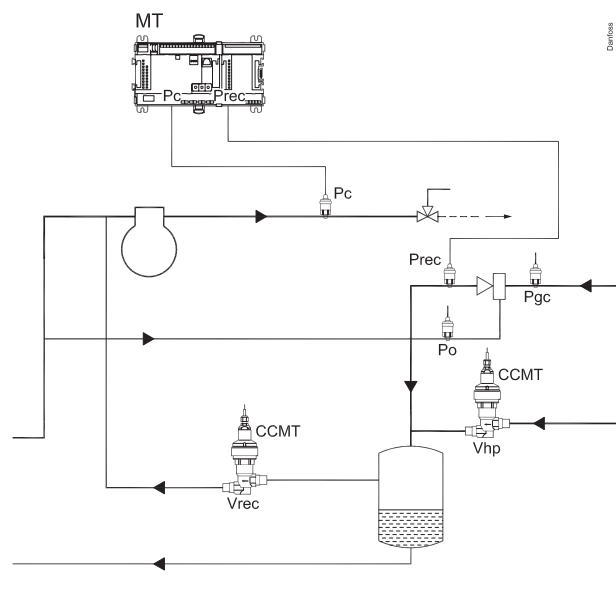 MT
Danfoss
Pc
Prec
Pc
Prec
Pgc
Po
CCMT
CCMT
Vhp
Vrec